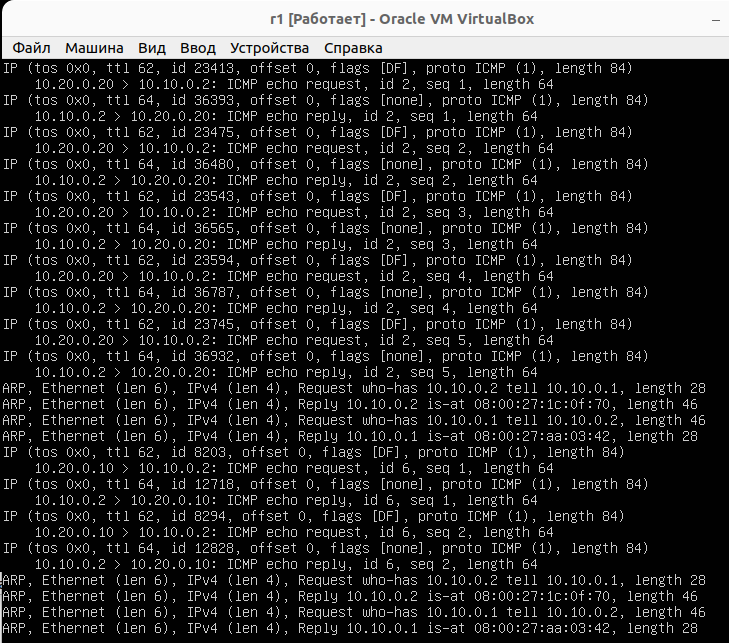 r1 [Работает] - Oracle VM VirtualBox
Файл Машина Вид Ввод Устройства Справка
IP (tos 0x0, ttl 62, id 23413, offset 0, flags [DF], proto ICMP (1), length 84)
10.20.0.20 > 10.10.0.2: ICMP echo request, id 2, seq 1, length 64
IP (tos 0x0, ttl 64, id 36393, offset 0, flags [none], proto ICMP (1), length 84)
10.10.0.2 > 10.20.0.20: ICMP echo reply, id 2, seq 1, length 64
IP (tos 0x0, ttl 62, id 23475, offset 0, flags [DF], proto ICMP (1), length 84)
10.20.0.20 > 10.10.0.2: ICMP echo request, id 2, seq 2, length 64
IP (tos 0x0, ttl 64, id 36480, offset 0, flags [none], proto ICMP (1), length 84)
10.10.0.2 > 10.20.0.20: ICMP echo reply, id 2, seq 2, length 64
IP (tos 0x0, ttl 62, id 23543, offset 0, flags [DF], proto ICMP (1), length 84)
10.20.0.20 > 10.10.0.2: ICMP echo request, id 2, seq 3, length 64
IP (tos 0x0, ttl 64, id 36565, offset 0, flags [none], proto ICMP (1), length 84)
10.10.0.2 > 10.20.0.20: ICMP echo reply, id 2, seq 3, length 64
IP (tos 0x0, ttl 62, id 23594, offset 0, flags [DF], proto ICMP (1), length 84)
10.20.0.20 > 10.10.0.2: ICMP echo request, id 2, seq 4, length 64
IP (tos 0x0, ttl 64, id 36787, offset 0, flags [none], proto ICMP (1), length 84)
10.10.0.2 > 10.20.0.20: ICMP echo reply, id 2, seq 4, length 64
IP (tos 0x0, ttl 62, id 23745, offset 0, flags [DF], proto ICMP (1), length 84)
10.20.0.20 > 10.10.0.2: ICMP echo request, id 2, seq 5, length 64
IP (tos 0x0, ttl 64, id 36932, offset 0, flags [none], proto ICMP (1), length 84)
10.10.0.2 > 10.20.0.20: ICMP echo reply, id 2, seq 5, length 64
ARP, Ethernet (len 6), IPv4 (len 4), Request who-has 10.10.0.2 tell 10.10.0.1, length 28
ARP, Ethernet (len 6), IPv4 (len 4), Reply 10.10.0.2 is-at 08:00:27:1c:0f:70, length 46
ARP, Ethernet (len 6), IPv4 (len 4), Request who-has 10.10.0.1 tell 10.10.0.2, length 46
ARP, Ethernet (len 6), IPv4 (len 4), Reply 10.10.0.1 is-at 08:00:27:aa:03:42, length 28
IP (tos 0x0, ttl 62, id 8203, offset 0, flags [DF], proto ICMP (1), length 84)
10.20.0.10 > 10.10.0.2: ICMP echo request, id 6, seq 1, length 64
IP (tos 0x0, ttl 64, id 12718, offset 0, flags [none], proto ICMP (1), length 84)
10.10.0.2 > 10.20.0.10: ICMP echo reply, id 6, seq 1, length 64
IP (tos 0x0, ttl 62, id 8294, offset 0, flags [DF], proto ICMP (1), length 84)
10.20.0.10 > 10.10.0.2: ICMP echo request, id 6, seq 2, length 64
IP (tos 0x0, ttl 64, id 12828, offset 0, flags [none], proto ICMP (1), length 84)
10.10.0.2 > 10.20.0.10: ICMP echo reply, id 6, seq 2, length 64
ARP, Ethernet (len 6), IPv4 (len 4), Request who-has 10.10.0.2 tell 10.10.0.1, length 28
ARP, Ethernet (len 6), IPv4 (len 4), Reply 10.10.0.2 is-at 08:00:27:1c:0f:70, length 46
ARP, Ethernet (len 6), IPv4 (len 4), Request who-has 10.10.0.1 tell 10.10.0.2, length 46
ARP, Ethernet (len 6), IPv4 (len 4), Reply 10.10.0.1 is-at 08:00:27:aa:03:42, length 28